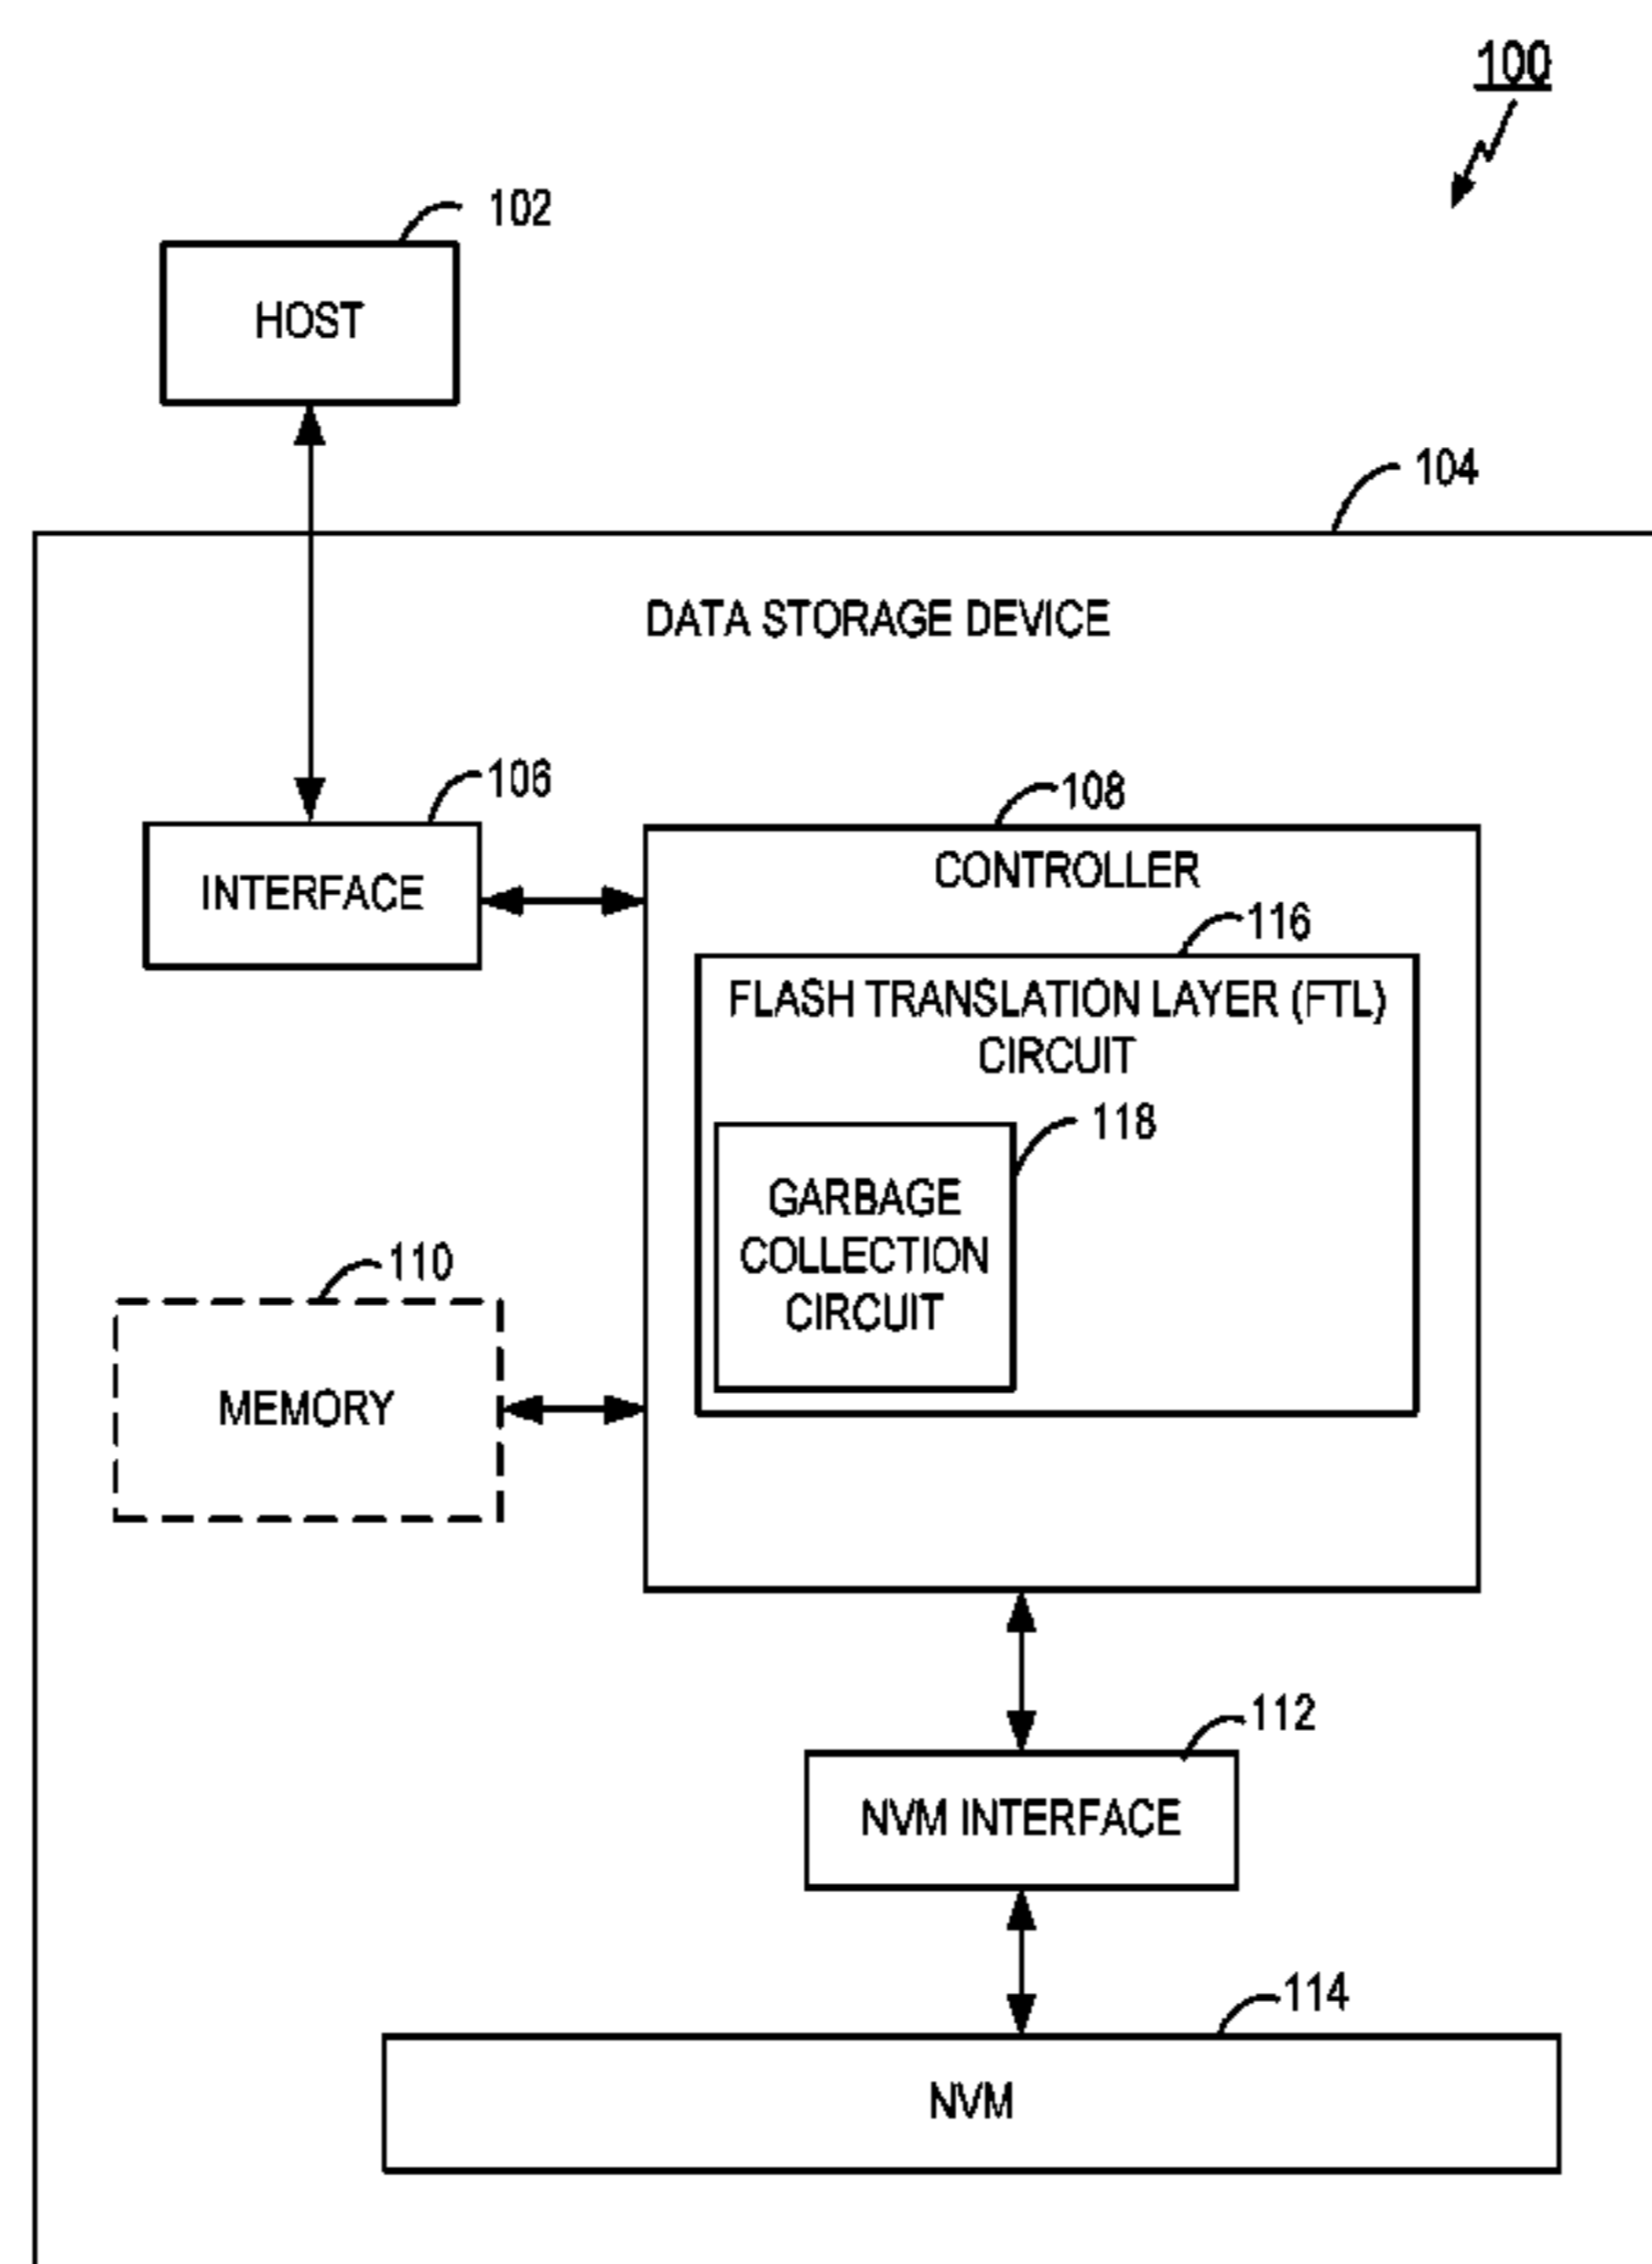 100
102
HOST
104
DATA STORAGE DEVICE
106
INTERFACE
108
CONTROLLER
116
FLASH TRANSLATION LAYER (FTL)
CIRCUIT
118
GARBAGE
COLLECTION
CIRCUIT
110
MEMORY
112
NVM INTERFACE
114
NVM